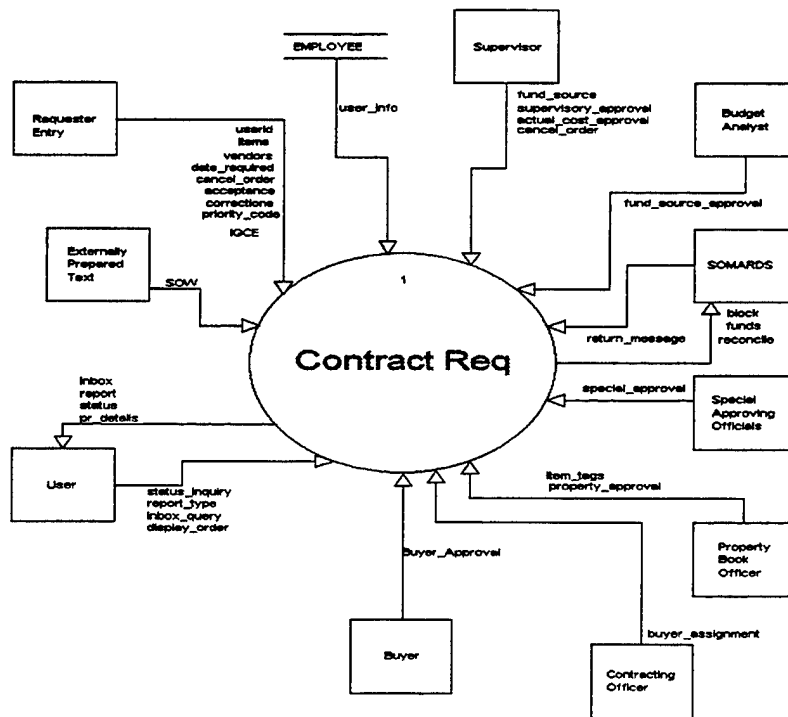 EMPLOYEE
Supervisor
Requester
Entry
Budget
Analyst
user_info
fund_source
supervisory_approval
actual_cost_approval
cancel_order
userid
items
vendors
date_required
cancel_order
acceptance
corrections
priority_code
IGCE
fund_source_approval
Externally
Prepared
Text
SOW
SOMARDS
1
block
funds
reconcile
return_message
Contract Req
special_approval
Special
Approving
Officials
inbox
report
status
pr_details
User
status_inquiry
report_type
inbox_query
display_order
item_tags
property_approval
Property
Book
Officer
Buyer_Approval
Buyer
buyer_assignment
Contracting
Officer